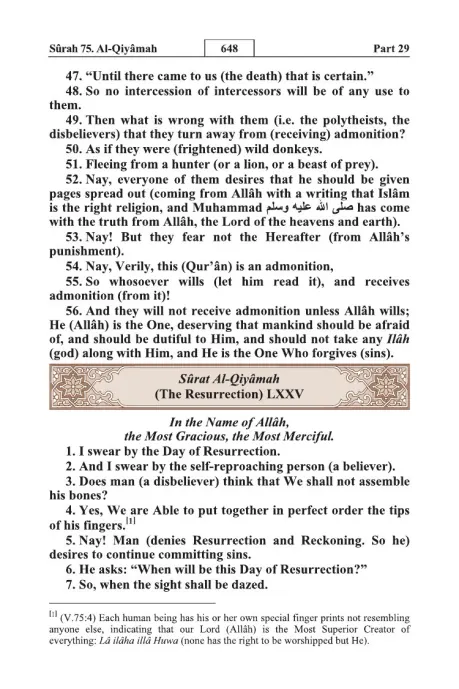 Sûrah 75. Al-Qiyâmah 648 Part 29
47. “Until there came to us (the death) that is certain.”
48. So no intercession of intercessors will be of any use to
them.
49. Then what is wrong with them (i.e. the polytheists, the
disbelievers) that they turn away from (receiving) admonition?
50. As if they were (frightened) wild donkeys.
51. Fleeing from a hunter (or a lion, or a beast of prey).
52. Nay, everyone of them desires that he should be given
pages spread out (coming from Allâh with a writing that Islâm
is the right religion, and Muhammad صلى الله عليه وسلم has come
with the truth from Allâh, the Lord of the heavens and earth).
53. Nay! But they fear not the Hereafter (from Allâh’s
punishment).
54. Nay, Verily, this (Qur’ân) is an admonition,
55. So whosoever wills (let him read it), and receives
admonition (from it)!
56. And they will not receive admonition unless Allâh wills;
He (Allâh) is the One, deserving that mankind should be afraid
of, and should be dutiful to Him, and should not take any Ilâh
(god) along with Him, and He is the One Who forgives (sins).
Sûrat Al-Qiyâmah
(The Resurrection) LXXV
In the Name of Allâh,
the Most Gracious, the Most Merciful.
1. I swear by the Day of Resurrection.
2. And I swear by the self-reproaching person (a believer).
3. Does man (a disbeliever) think that We shall not assemble
his bones?
4. Yes, We are Able to put together in perfect order the tips
of his fingers.[1]
5. Nay! Man (denies Resurrection and Reckoning. So he)
desires to continue committing sins.
6. He asks: “When will be this Day of Resurrection?”
7. So, when the sight shall be dazed.
[1] (V.75:4) Each human being has his or her own special finger prints not resembling
anyone else, indicating that our Lord (Allâh) is the Most Superior Creator of
everything: Lâ ilâha illâ Huwa (none has the right to be worshipped but He).